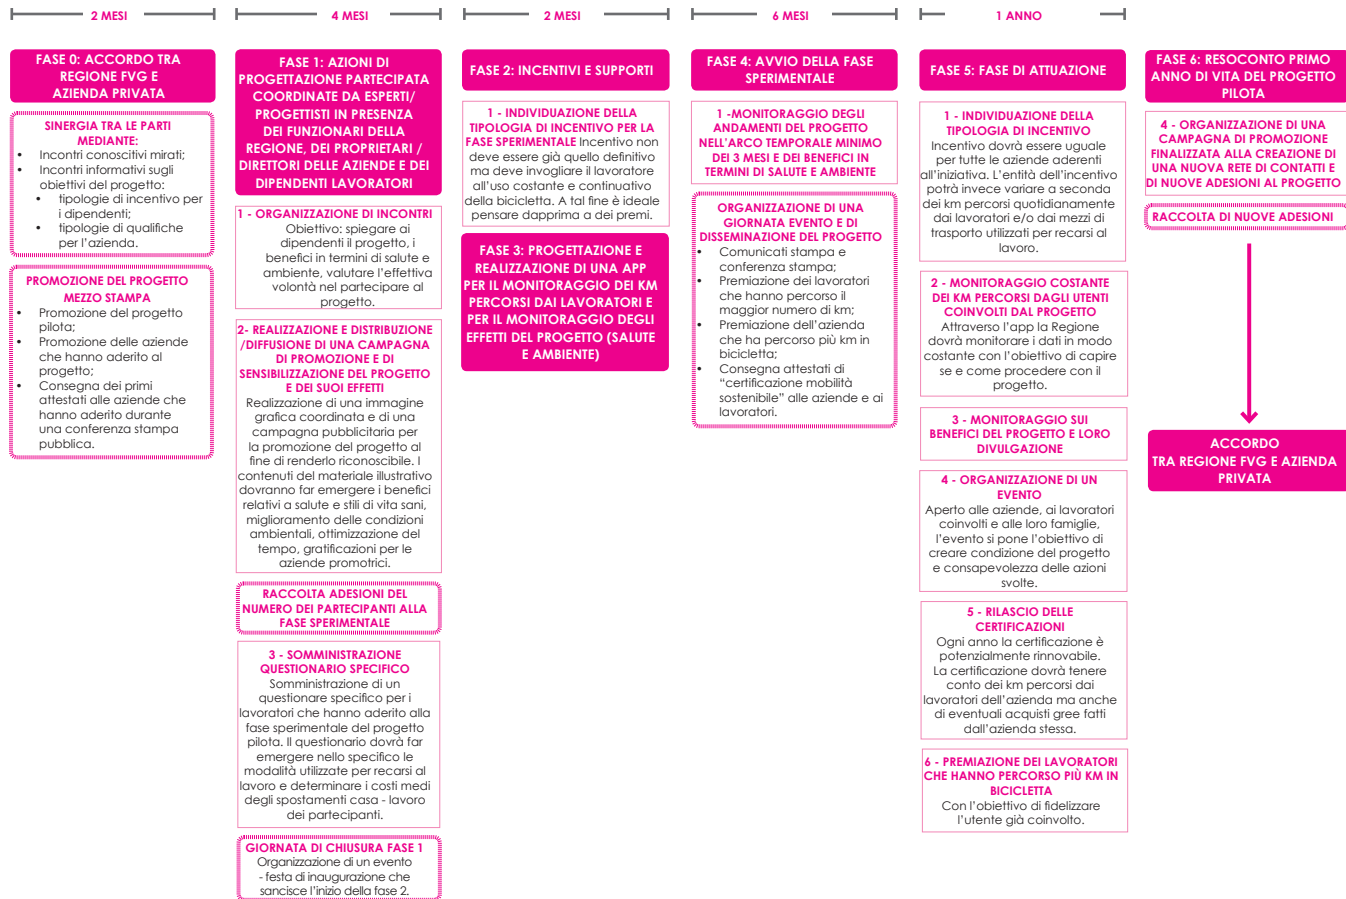 2 MESI
4 MESI
2 MESI
6 MESI
1 ANNO
FASE 0: ACCORDO TRA
REGIONE FVG E
AZIENDA PRIVATA
SINERGIA TRA LE PARTI
MEDIANTE:
• Incontri conoscitivi mirati;
• Incontri informativi sugli
obiettivi del progetto:
• tipologie di incentivo per
i dipendenti;
• tipologie di qualifiche
per l'azienda.
PROMOZIONE DEL PROGETTO
MEZZO STAMPA
• Promozione del progetto
pilota;
• Promozione delle aziende
che hanno aderito al
progetto;
• Consegna dei primi
attestati alle aziende che
hanno aderito durante
una conferenza stampa
pubblica.
FASE 1: AZIONI DI
PROGETTAZIONE PARTECIPATA
COORDINATE DA ESPERTI/
PROGETTISTI IN PRESENZA
DEI FUNZIONARI DELLA
REGIONE, DEI PROPRIETARI /
DIRETTORI DELLE AZIENDE E DEI
DIPENDENTI LAVORATORI
1 - ORGANIZZAZIONE DI INCONTRI
Obiettivo: spiegare ai
dipendenti il progetto, i
benefici in termini di salute e
ambiente, valutare l'effettiva
volontà nel partecipare al
progetto.
2- REALIZZAZIONE E DISTRIBUZIONE
/DIFFUSIONE DI UNA CAMPAGNA
DI PROMOZIONE E DI
SENSIBILIZZAZIONE DEL PROGETTO
E DEI SUOI EFFETTI
Realizzazione di una immagine
grafica coordinata e di una
campagna pubblicitaria per
la promozione del progetto al
fine di renderlo riconoscibile. I
contenuti del materiale illustrativo
dovranno far emergere i benefici
relativi a salute e stili di vita sani,
miglioramento delle condizioni
ambientali, ottimizzazione del
tempo, gratificazioni per le
aziende promotrici.
RACCOLTA ADESIONI DEL
NUMERO DEI PARTECIPANTI ALLA
FASE SPERIMENTALE
3 - SOMMINISTRAZIONE
QUESTIONARIO SPECIFICO
Somministrazione di un
questionare specifico per i
lavoratori che hanno aderito alla
fase sperimentale del progetto
pilota. Il questionario dovrà far
emergere nello specifico le
modalità utilizzate per recarsi al
lavoro e determinare i costi medi
degli spostamenti casa - lavoro
dei partecipanti.
GIORNATA DI CHIUSURA FASE 1
Organizzazione di un evento
- festa di inaugurazione che
sancisce l'inizio della fase 2.
FASE 2: INCENTIVI E SUPPORTI
1 - INDIVIDUAZIONE DELLA
TIPOLOGIA DI INCENTIVO PER LA
FASE SPERIMENTALE Incentivo non
deve essere già quello definitivo
ma deve invogliare il lavoratore
all'uso costante e continuativo
della bicicletta. A tal fine è ideale
pensare dapprima a dei premi.
FASE 3: PROGETTAZIONE E
REALIZZAZIONE DI UNA APP
PER IL MONITORAGGIO DEI KM
PERCORSI DAI LAVORATORI E
PER IL MONITORAGGIO DEGLI
EFFETTI DEL PROGETTO (SALUTE
E AMBIENTE)
FASE 4: AVVIO DELLA FASE
SPERIMENTALE
1 -MONITORAGGIO DEGLI
ANDAMENTI DEL PROGETTO
NELL'ARCO TEMPORALE MINIMO
DEI 3 MESI E DEI BENEFICI IN
TERMINI DI SALUTE E AMBIENTE
ORGANIZZAZIONE DI UNA
GIORNATA EVENTO E DI
DISSEMINAZIONE DEL PROGETTO
• Comunicati stampa e
conferenza stampa;
• Premiazione dei lavoratori
che hanno percorso il
maggior numero di km;
• Premiazione dell'azienda
che ha percorso più km in
bicicletta;
• Consegna attestati di
“certificazione mobilità
sostenibile” alle aziende e ai
lavoratori.
FASE 5: FASE DI ATTUAZIONE
1 - INDIVIDUAZIONE DELLA
TIPOLOGIA DI INCENTIVO
Incentivo dovrà essere uguale
per tutte le aziende aderenti
all'iniziativa. L'entità dell'incentivo
potrà invece variare a seconda
dei km percorsi quotidianamente
dai lavoratori e/o dai mezzi di
trasporto utilizzati per recarsi al
lavoro.
2 - MONITORAGGIO COSTANTE
DEI KM PERCORSI DAGLI UTENTI
COINVOLTI DAL PROGETTO
Attraverso l'app la Regione
dovrà monitorare i dati in modo
costante con l'obiettivo di capire
se e come procedere con il
progetto.
3 - MONITORAGGIO SUI
BENEFICI DEL PROGETTO E LORO
DIVULGAZIONE
4 - ORGANIZZAZIONE DI UN
EVENTO
Aperto alle aziende, ai lavoratori
coinvolti e alle loro famiglie,
l'evento si pone l'obiettivo di
creare condizione del progetto
e consapevolezza delle azioni
svolte.
5 - RILASCIO DELLE
CERTIFICAZIONI
Ogni anno la certificazione è
potenzialmente rinnovabile.
La certificazione dovrà tenere
conto dei km percorsi dai
lavoratori dell'azienda ma anche
di eventuali acquisti gree fatti
dall'azienda stessa.
6 - PREMIAZIONE DEI LAVORATORI
CHE HANNO PERCORSO PIÙ KM IN
BICICLETTA
Con l'obiettivo di fidelizzare
l'utente già coinvolto.
FASE 6: RESOCONTO PRIMO
ANNO DI VITA DEL PROGETTO
PILOTA
4 - ORGANIZZAZIONE DI UNA
CAMPAGNA DI PROMOZIONE
FINALIZZATA ALLA CREAZIONE DI
UNA NUOVA RETE DI CONTATTI E
DI NUOVE ADESIONI AL PROGETTO
RACCOLTA DI NUOVE ADESIONI
ACCORDO
TRA REGIONE FVG E AZIENDA
PRIVATA